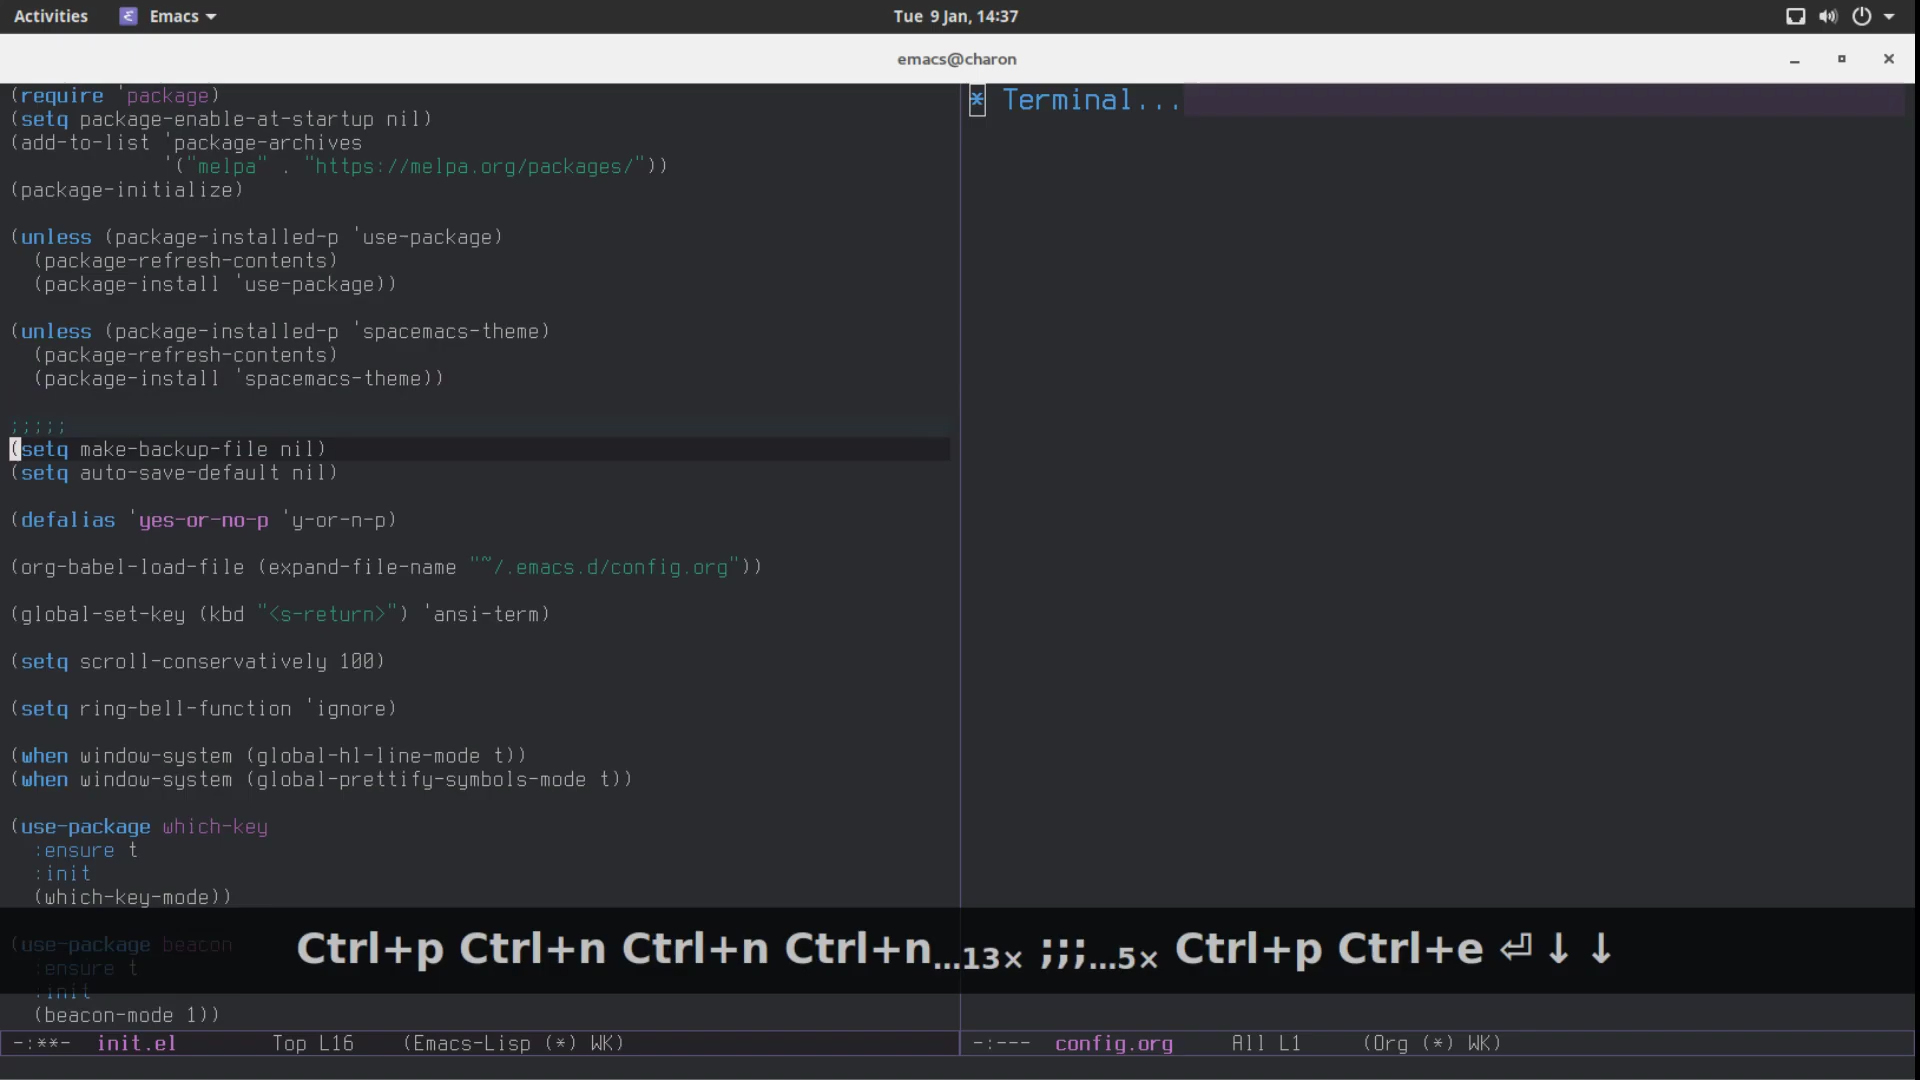 Activities Emacs Tue 9 Jan, 14:37
emacs@charon
(require 'package)
(setq package-enable-at-startup nil)
(add-to-list 'package-archives
'("melpa" . "https://melpa.org/packages/"))
(package-initialize)
(unless (package-installed-p 'use-package)
(package-refresh-contents)
(package-install 'use-package))
(unless (package-installed-p 'spacemacs-theme)
(package-refresh-contents)
(package-install 'spacemacs-theme))
;;;;;
(setq make-backup-file nil)
(setq auto-save-default nil)
(defalias 'yes-or-no-p 'y-or-n-p)
(org-babel-load-file (expand-file-name "~/.emacs.d/config.org"))
(global-set-key (kbd "<s-return>") 'ansi-term)
(setq scroll-conservatively 100)
(setq ring-bell-function 'ignore)
(when window-system (global-hl-line-mode t))
(when window-system (global-prettify-symbols-mode t))
(use-package which-key
:ensure t
:init
(which-key-mode))
(use-package beacon
:ensure t
:init
(beacon-mode 1))
-:**- init.el Top L16 (Emacs-Lisp (*) WK)
* Terminal...
-:--- config.org All L1 (Org (*) WK)
Ctrl+p Ctrl+n Ctrl+n Ctrl+n...13× ;;;...5× Ctrl+p Ctrl+e ⏎ ↓ ↓